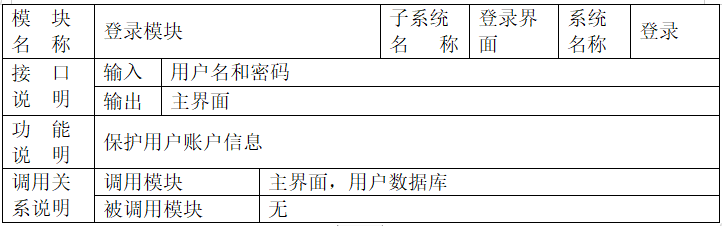 模块名称 登录模块 子系统名称 登录界面 系统名称 登录
接口说明 输入 用户名和密码
输出 主界面
功能说明 保护用户账户信息
调用关系说明 调用模块 主界面，用户数据库
被调用模块 无